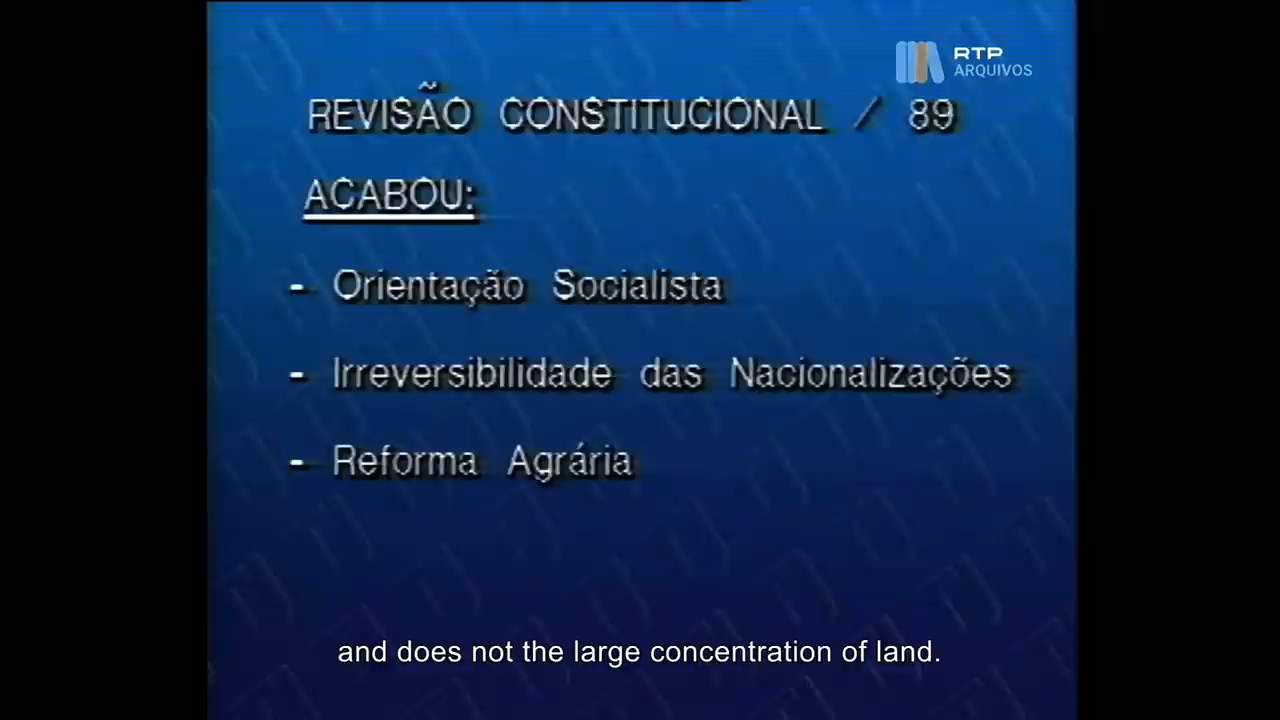 RTP
ARQUIVOS
REVISÃO CONSTITUCIONAL / 89
ACABOU:
- Orientação Socialista
- Irreversibilidade das Nacionalizações
- Reforma Agrária
and does not the large concentration of land.